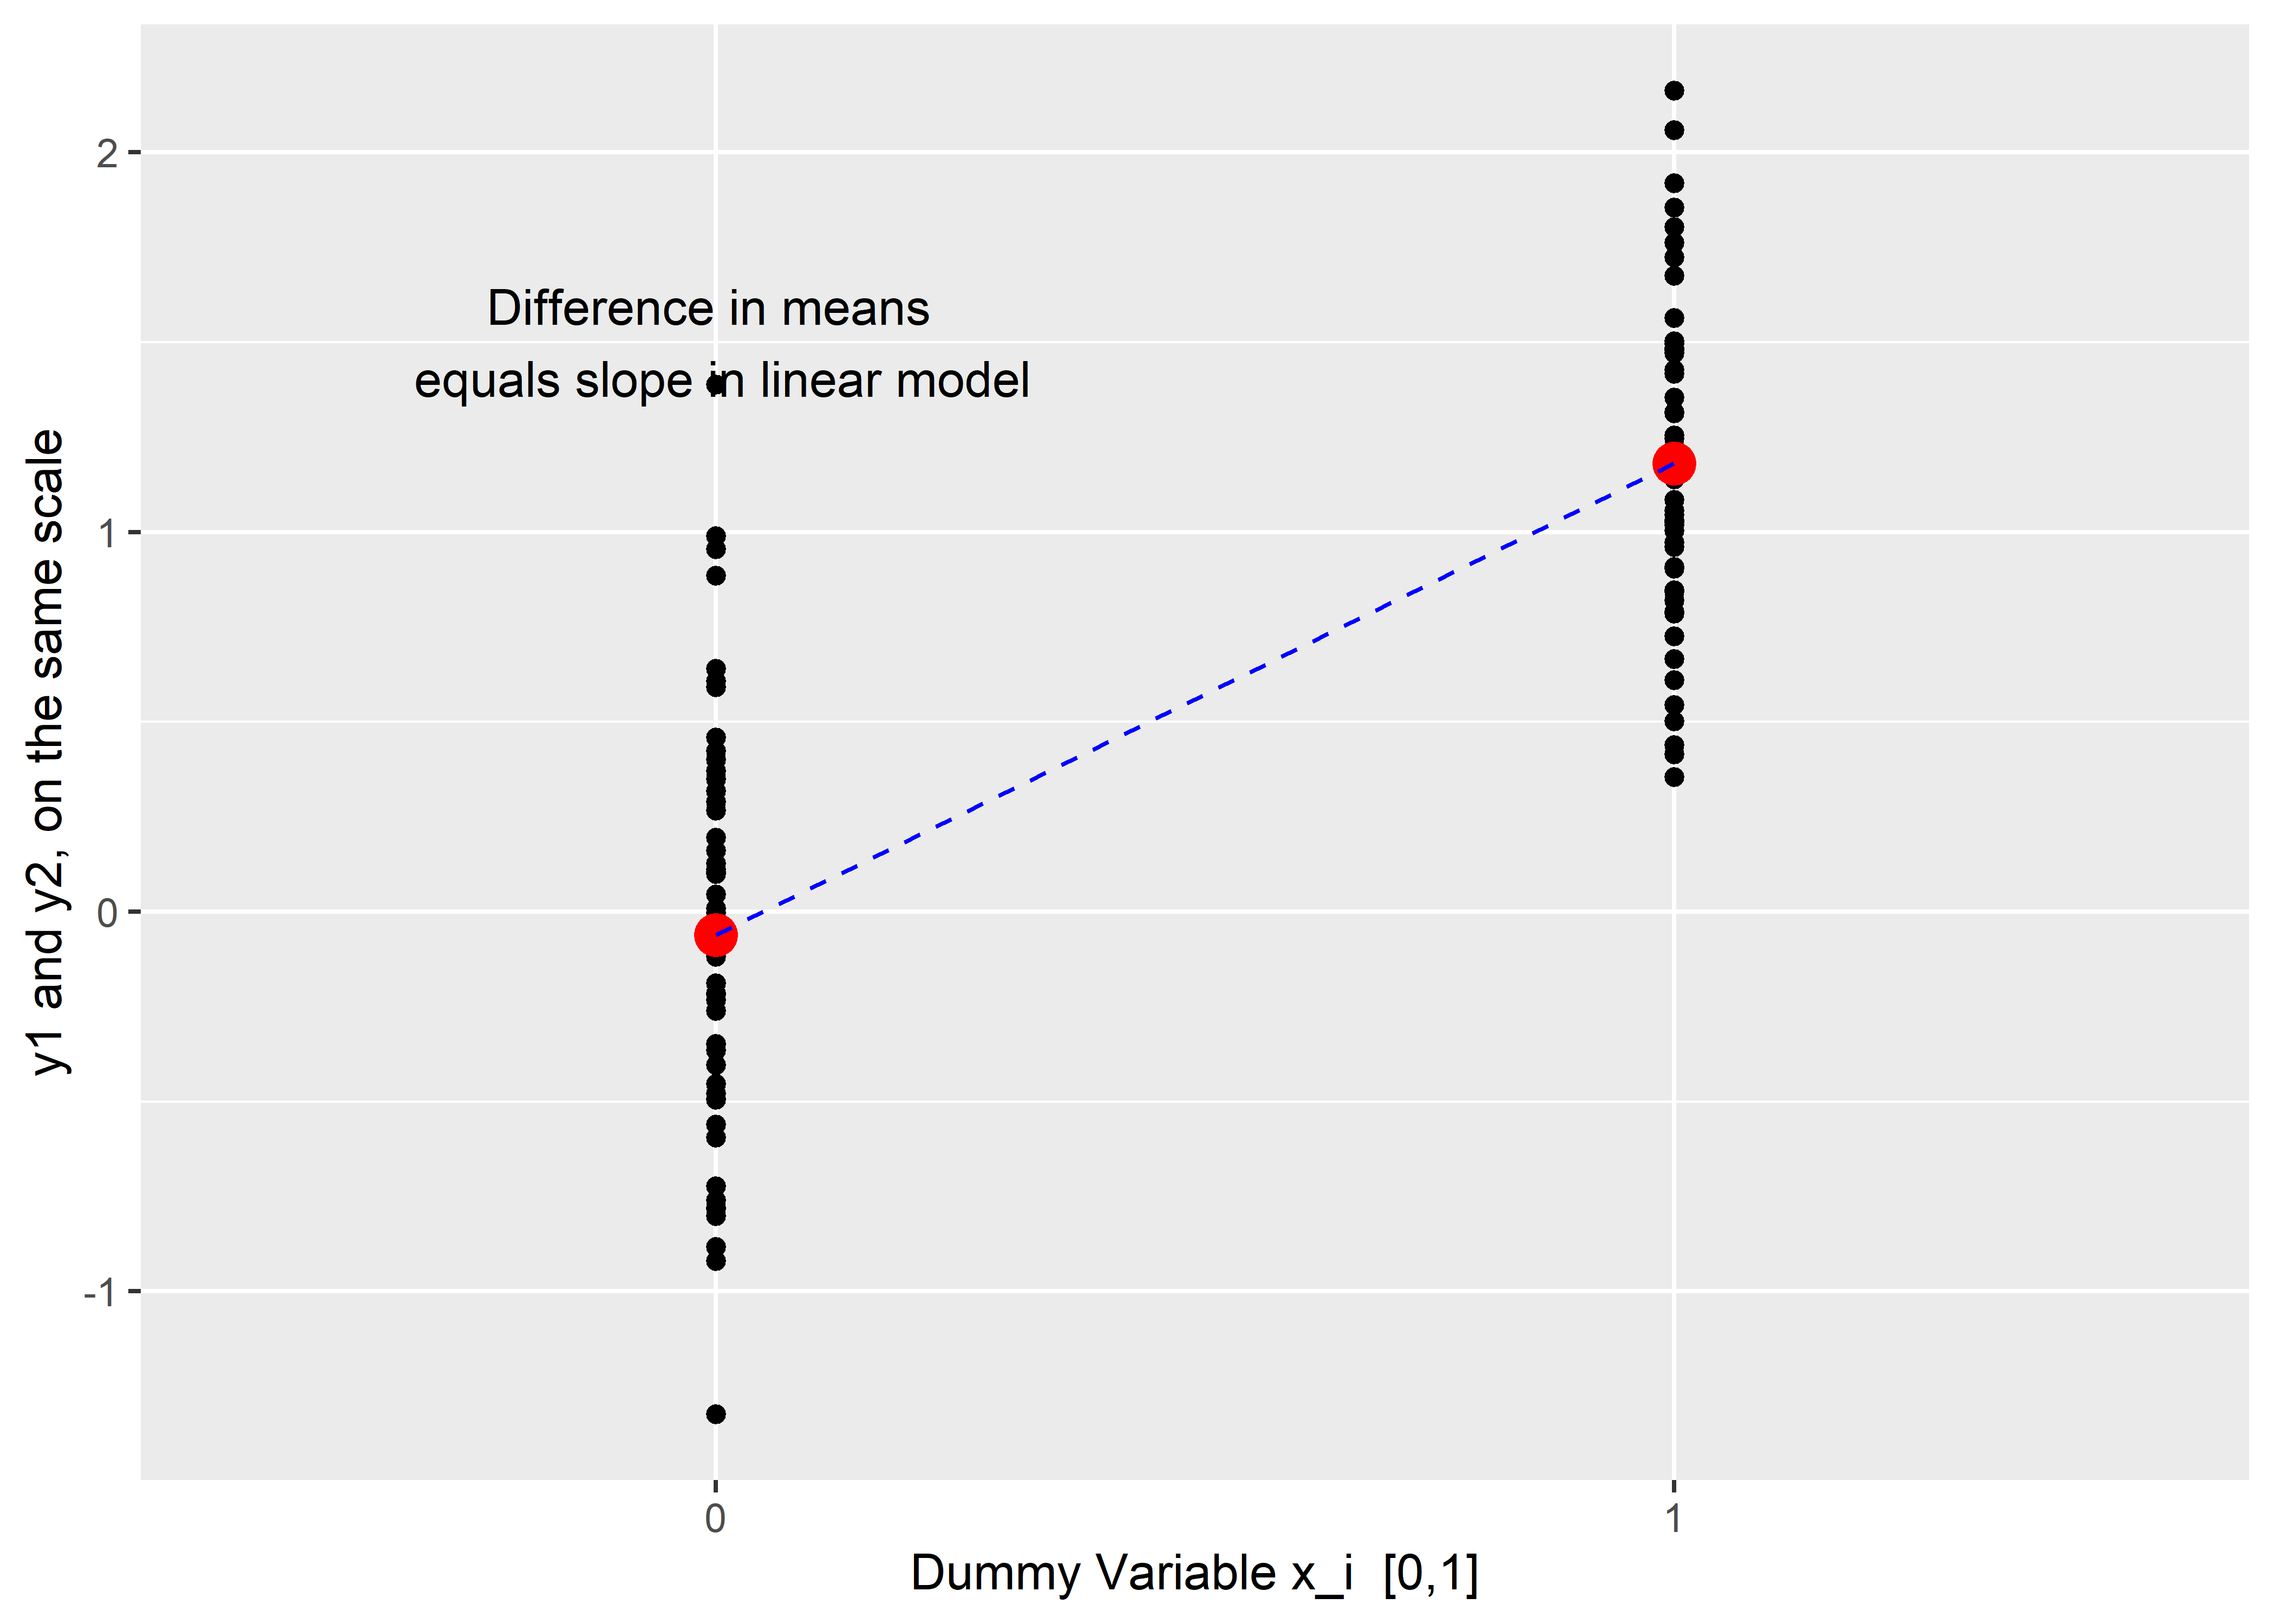 2
Difference in means
equals slope in linear model
1
0
-1
y1 and y2, on the same scale
0
1
Dummy Variable x_i  [0,1]